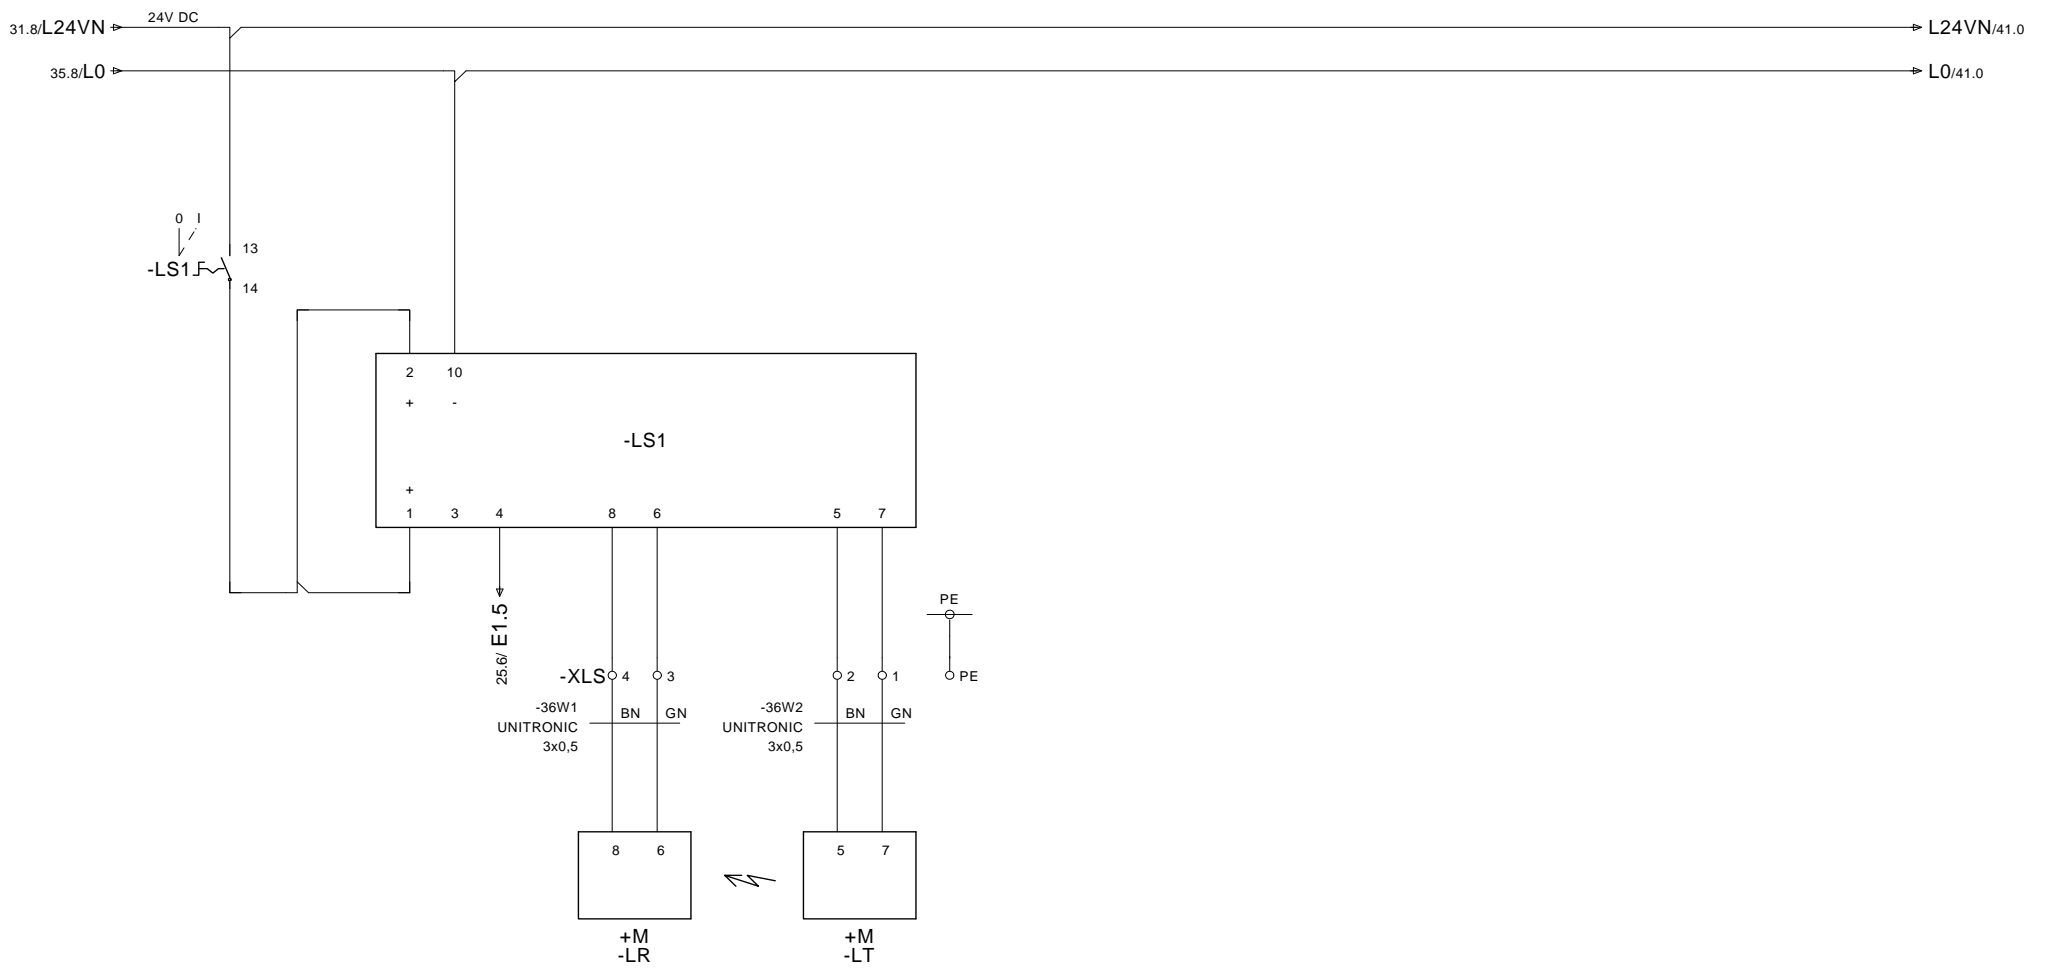 24V DC
31.8/L24VN
L24VN/41.0
35.8/L0
L0/41.0
0 I
13
-LS1
14
2 10
+ -
-LS1
+
1 3 4 8 6 5 7
25.6/ E1.5
PE
-XLS 4 3 2 1 PE
-36W1 BN GN
UNITRONIC
3x0,5
-36W2 BN GN
UNITRONIC
3x0,5
8 6
5 7
+M
-LR
+M
-LT